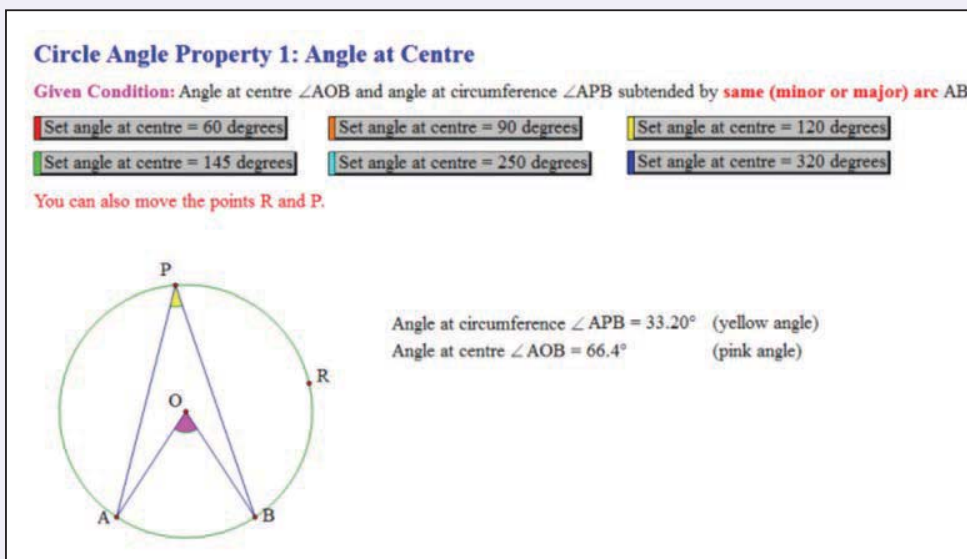 Circle Angle Property 1: Angle at Centre
Given Condition: Angle at centre ∠AOB and angle at circumference ∠APB subtended by same (minor or major) arc AB
Set angle at centre = 60 degrees Set angle at centre = 90 degrees Set angle at centre = 120 degrees
Set angle at centre = 145 degrees Set angle at centre = 250 degrees Set angle at centre = 320 degrees
You can also move the points R and P.
P
Angle at circumference ∠ APB = 33.20° (yellow angle)
Angle at centre ∠ AOB = 66.4° (pink angle)
R
O
A B